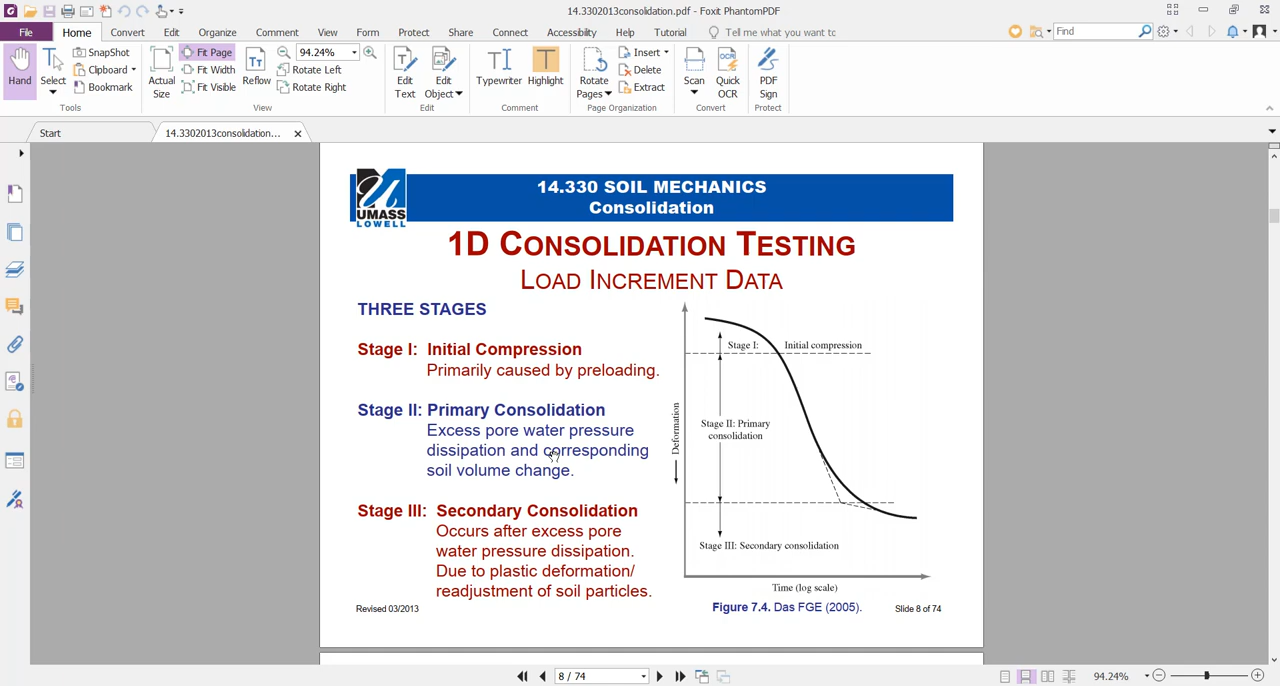 14.3302013consolidation.pdf - Foxit PhantomPDF
File Home Convert Edit Organize Comment View Form Protect Share Connect Accessibility Help Tutorial Tell me what you want tc Find
Hand
Select
SnapShot
Clipboard
Bookmark
Tools
Actual Size
Fit Page
Fit Width
Fit Visible
Reflow
94.24%
Rotate Left
Rotate Right
View
Edit Text
Edit Object
Edit
Typewriter
Highlight
Comment
Rotate Pages
Insert
Delete
Extract
Page Organization
Scan
OCR
Quick OCR
Convert
PDF Sign
Protect
Start
14.3302013consolidation...
UMASS
LOWELL
14.330 SOIL MECHANICS
Consolidation
1D CONSOLIDATION TESTING
LOAD INCREMENT DATA
THREE STAGES
Stage I: Initial Compression
Primarily caused by preloading.
Stage II: Primary Consolidation
Excess pore water pressure
dissipation and corresponding
soil volume change.
Stage III: Secondary Consolidation
Occurs after excess pore
water pressure dissipation.
Due to plastic deformation/
readjustment of soil particles.
Stage I: Initial compression
Stage II: Primary
consolidation
Deformation
Stage III: Secondary consolidation
Time (log scale)
Figure 7.4. Das FGE (2005).
Revised 03/2013
Slide 8 of 74
8 / 74
94.24%